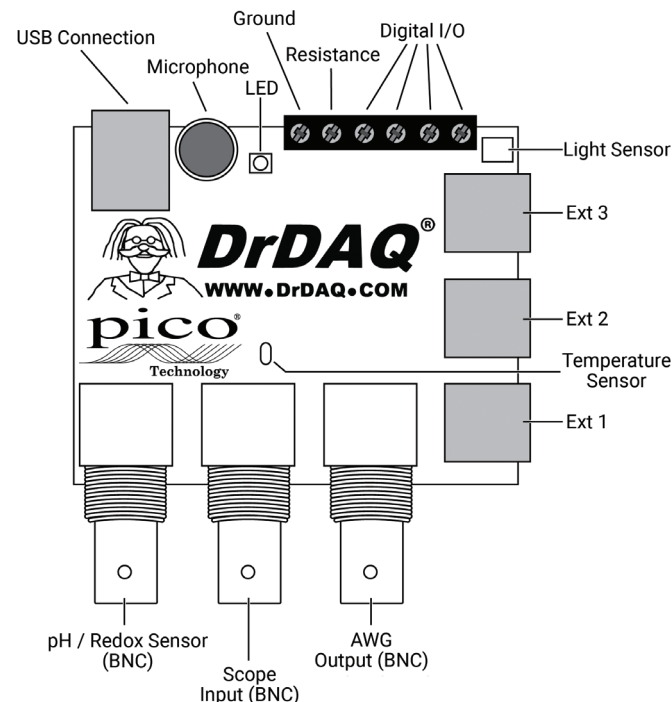 Ground
Digital I/O
USB Connection
Resistance
Microphone
LED
Light Sensor
Ext 3
DrDAQ®
WWW.DrDAQ.COM
pico®
Technology
Ext 2
Temperature
Sensor
Ext 1
pH / Redox Sensor
(BNC)
Scope
Input (BNC)
AWG
Output (BNC)